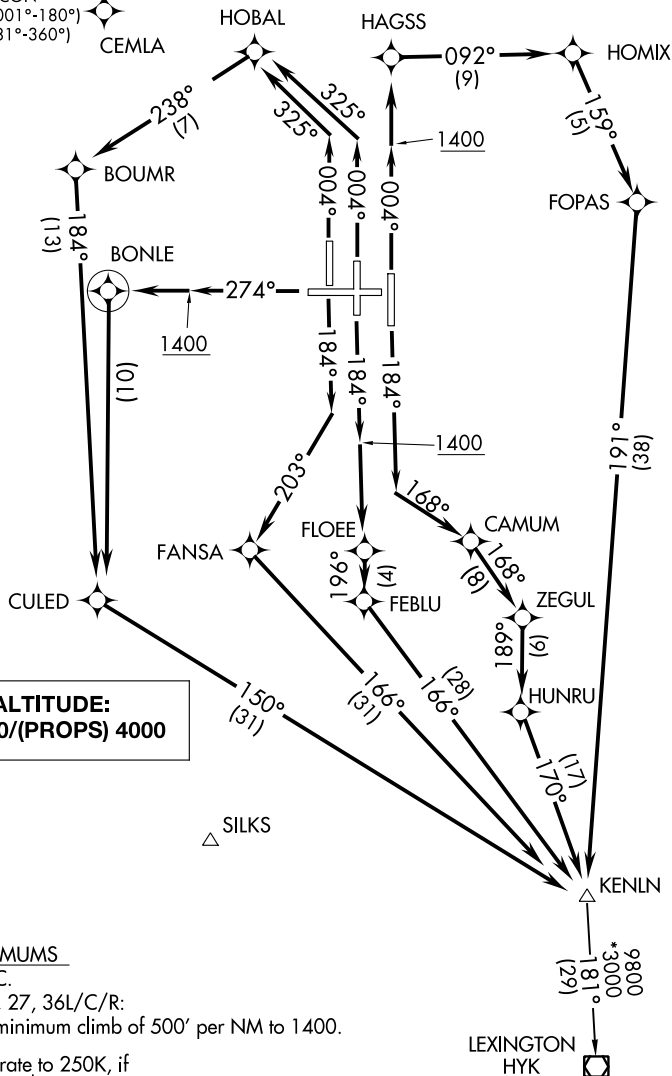 CON
001°-180°)
31°-360°)
CEMLA
HOBAL
HAGSS
092°
(9)
HOMIX
238°
(7)
325°
325°
1400
159°
(5)
BOUMR
004°
004°
004°
FOPAS
184°
(13)
BONLE
274°
1400
(10)
184°
184°
184°
1400
161°
(38)
203°
168°
FLOEE
CAMUM
FANSA
196°
(4)
168°
(8)
CULED
FEBLU
ZEGUL
189°
(6)
150°
(31)
166°
(31)
(28)
166°
HUNRU
ALTITUDE:
0/(PROPS) 4000
(17)
170°
SILKS
KENLN
MUMS
C.
27, 36L/C/R:
minimum climb of 500' per NM to 1400.
9800
*3000
181°
(29)
rate to 250K, if
LEXINGTON
HYK